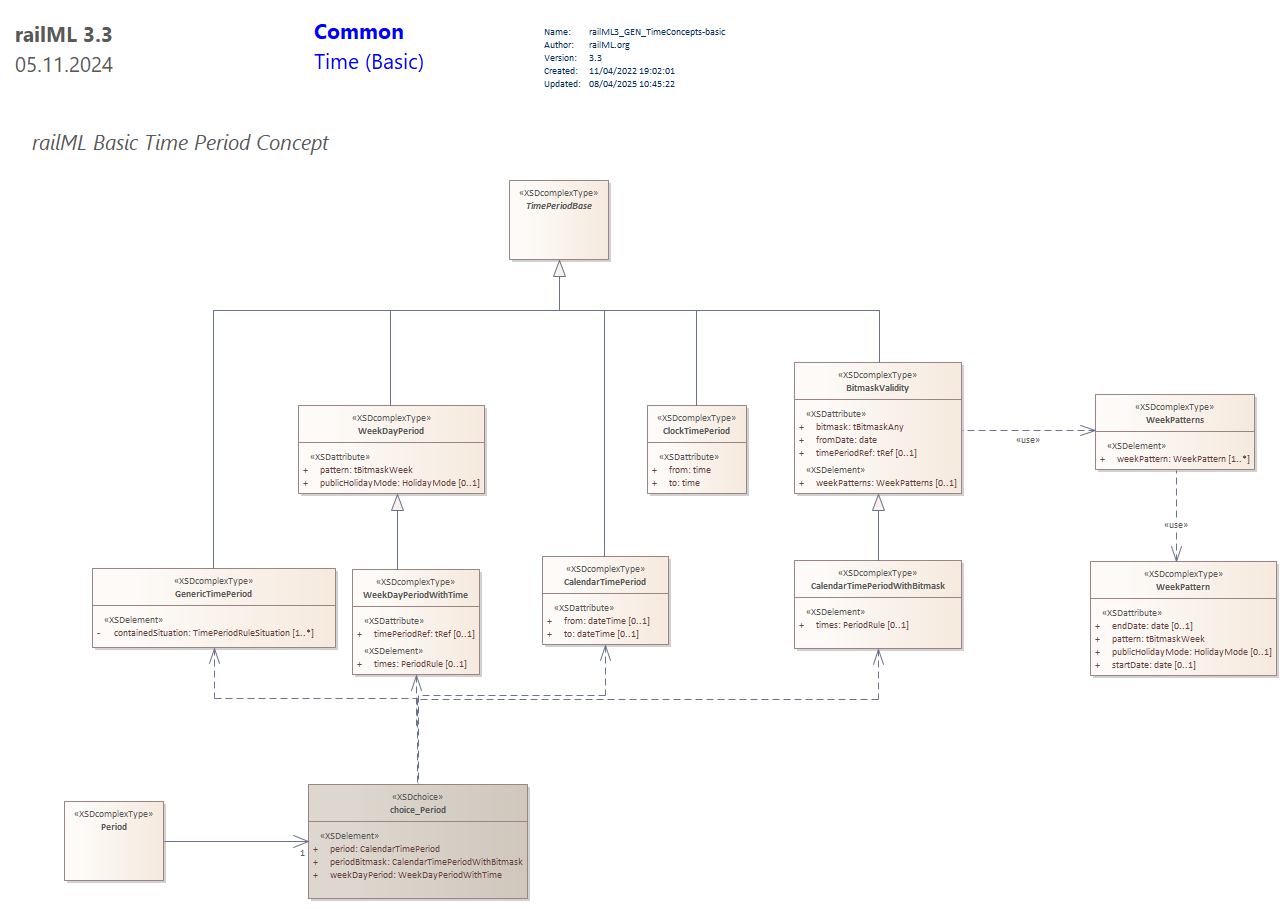 railML 3.3
05.11.2024
Common
Time (Basic)
Name: railML3_GEN_TimeConcepts-basic
Author: railML.org
Version: 3.3
Created: 11/04/2022 19:02:01
Updated: 08/04/2025 10:45:22
railML Basic Time Period Concept
«XSDcomplexType»
TimePeriodBase
«XSDcomplexType»
WeekDayPeriod
«XSDattribute»
+ pattern: tBitmaskWeek
+ publicHolidayMode: HolidayMode [0..1]
«XSDcomplexType»
ClockTimePeriod
«XSDattribute»
+ from: time
+ to: time
«XSDcomplexType»
BitmaskValidity
«XSDattribute»
+ bitmask: tBitmaskAny
+ fromDate: date
+ timePeriodRef: tRef [0..1]
«XSDelement»
+ weekPatterns: WeekPatterns [0..1]
«use»
«XSDcomplexType»
WeekPatterns
«XSDelement»
+ weekPattern: WeekPattern [1..*]
«use»
«XSDcomplexType»
GenericTimePeriod
«XSDelement»
- containedSituation: TimePeriodRuleSituation [1..*]
«XSDcomplexType»
WeekDayPeriodWithTime
«XSDattribute»
+ timePeriodRef: tRef [0..1]
«XSDelement»
+ times: PeriodRule [0..1]
«XSDcomplexType»
CalendarTimePeriod
«XSDattribute»
+ from: dateTime [0..1]
+ to: dateTime [0..1]
«XSDcomplexType»
CalendarTimePeriodWithBitmask
«XSDelement»
+ times: PeriodRule [0..1]
«XSDcomplexType»
WeekPattern
«XSDattribute»
+ endDate: date [0..1]
+ pattern: tBitmaskWeek
+ publicHolidayMode: HolidayMode [0..1]
+ startDate: date [0..1]
«XSDcomplexType»
Period
1
«XSDchoice»
choice_Period
«XSDelement»
+ period: CalendarTimePeriod
+ periodBitmask: CalendarTimePeriodWithBitmask
+ weekDayPeriod: WeekDayPeriodWithTime